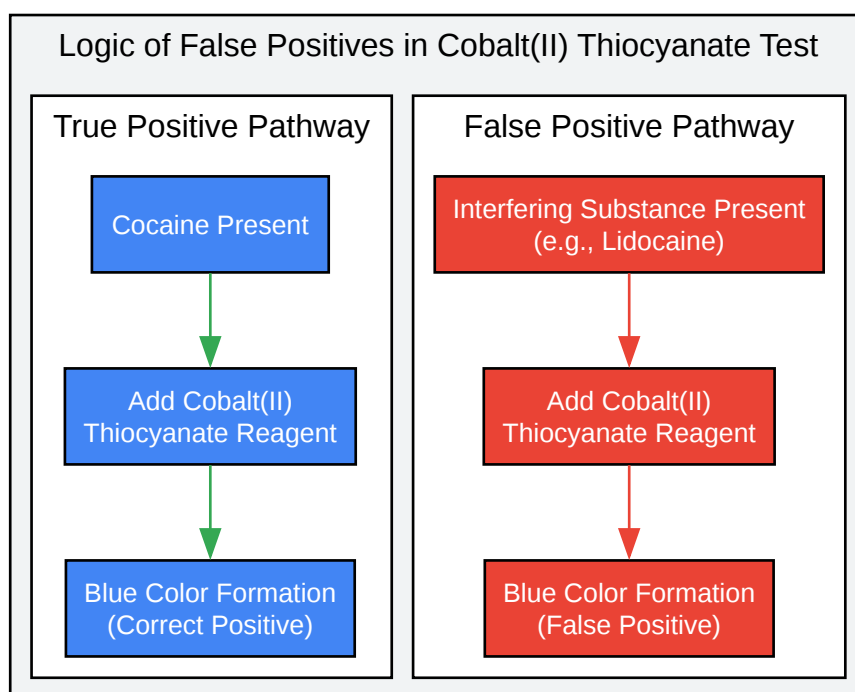 Logic of False Positives in Cobalt(II) Thiocyanate Test
True Positive Pathway
Cocaine Present
Add Cobalt(II)
Thiocyanate Reagent
Blue Color Formation
(Correct Positive)
False Positive Pathway
Interfering Substance Present
(e.g., Lidocaine)
Add Cobalt(II)
Thiocyanate Reagent
Blue Color Formation
(False Positive)